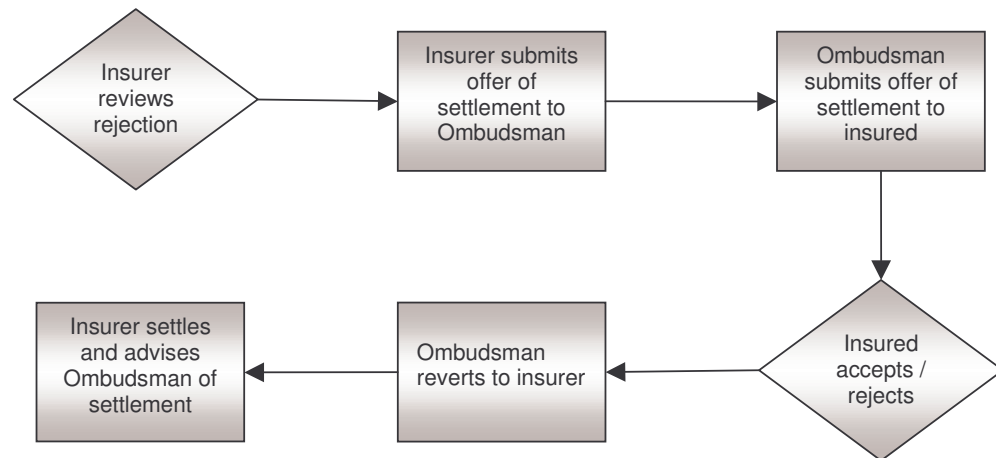 Insurer
reviews
rejection
Insurer submits
offer of
settlement to
Ombudsman
Ombudsman
submits offer of
settlement to
insured
Insured
accepts /
rejects
Ombudsman
reverts to insurer
Insurer settles
and advises
Ombudsman of
settlement